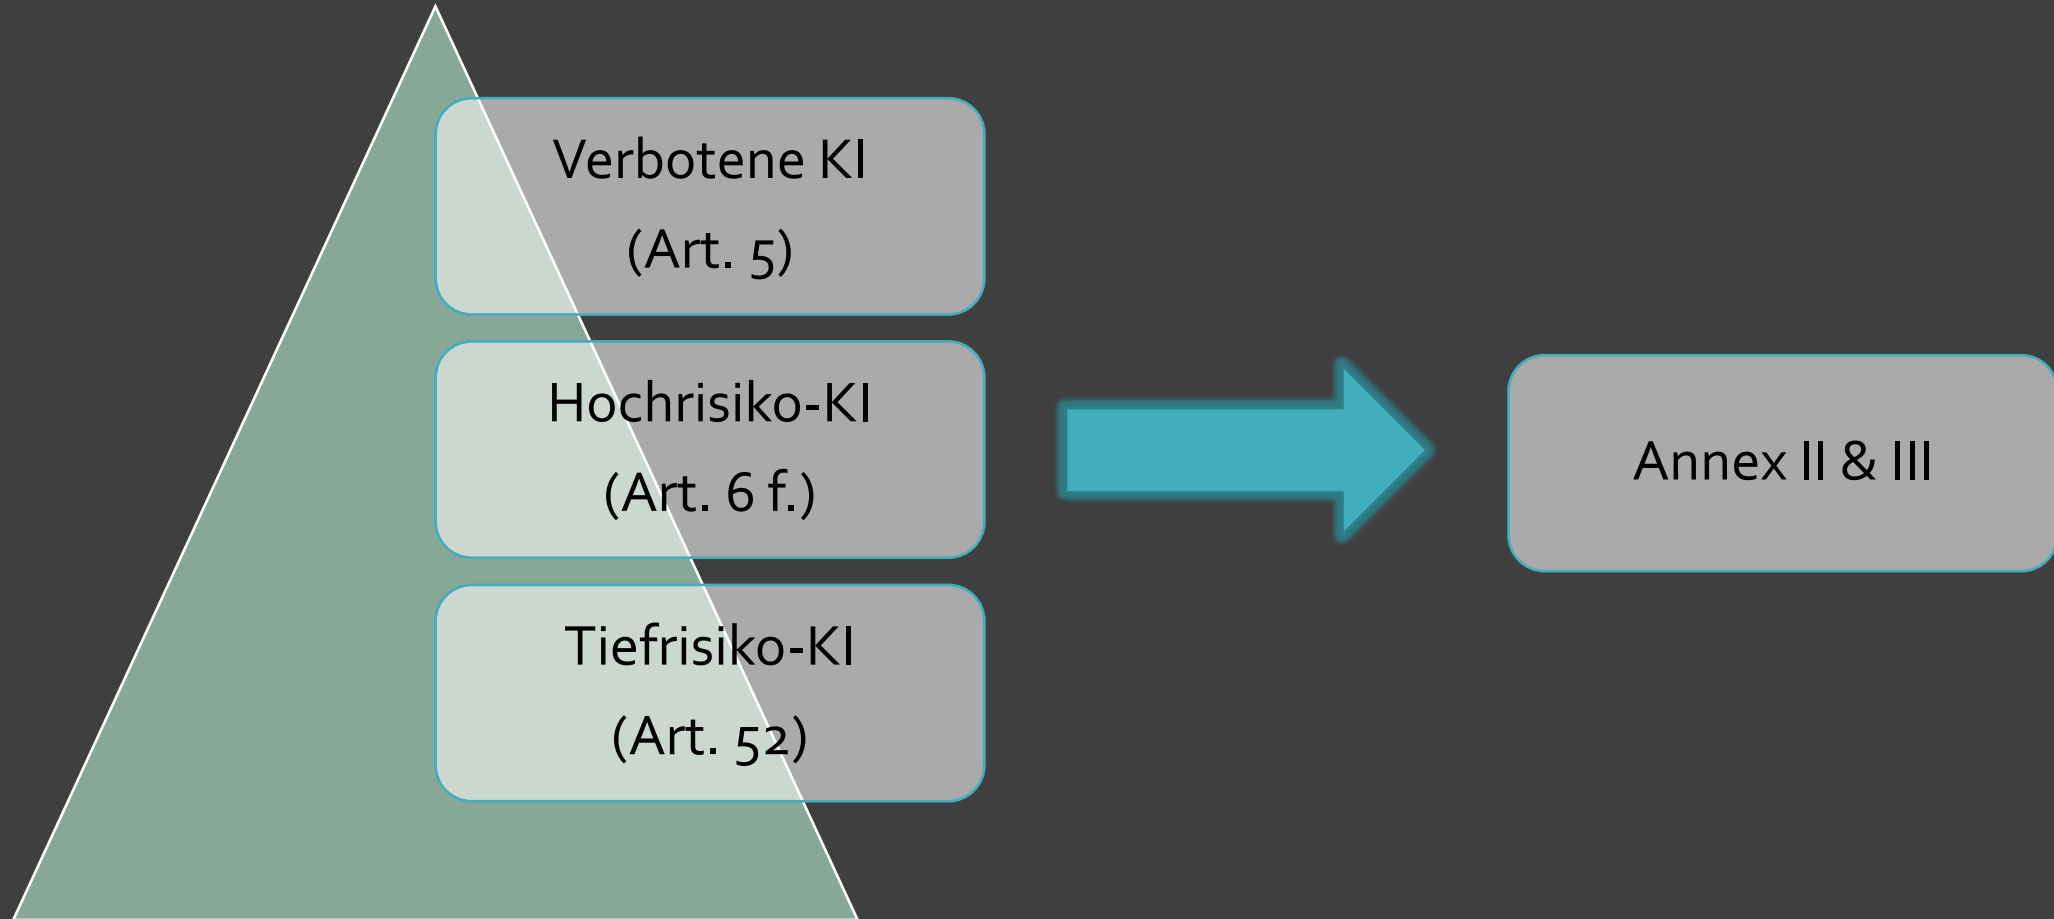 Verbotene KI
(Art. 5)
Hochrisiko-KI
(Art. 6 f.)
Annex II & III
Tiefrisiko-KI
(Art. 52)